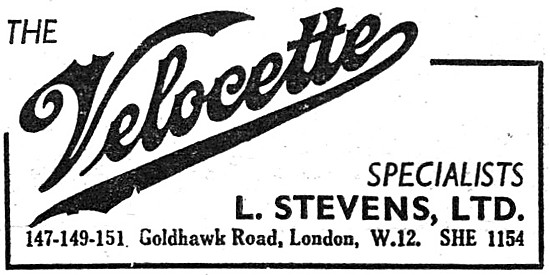 THE
Velocette
SPECIALISTS
L. STEVENS, LTD.
147-149-151 Goldhawk Road, London, W.12. SHE 1154